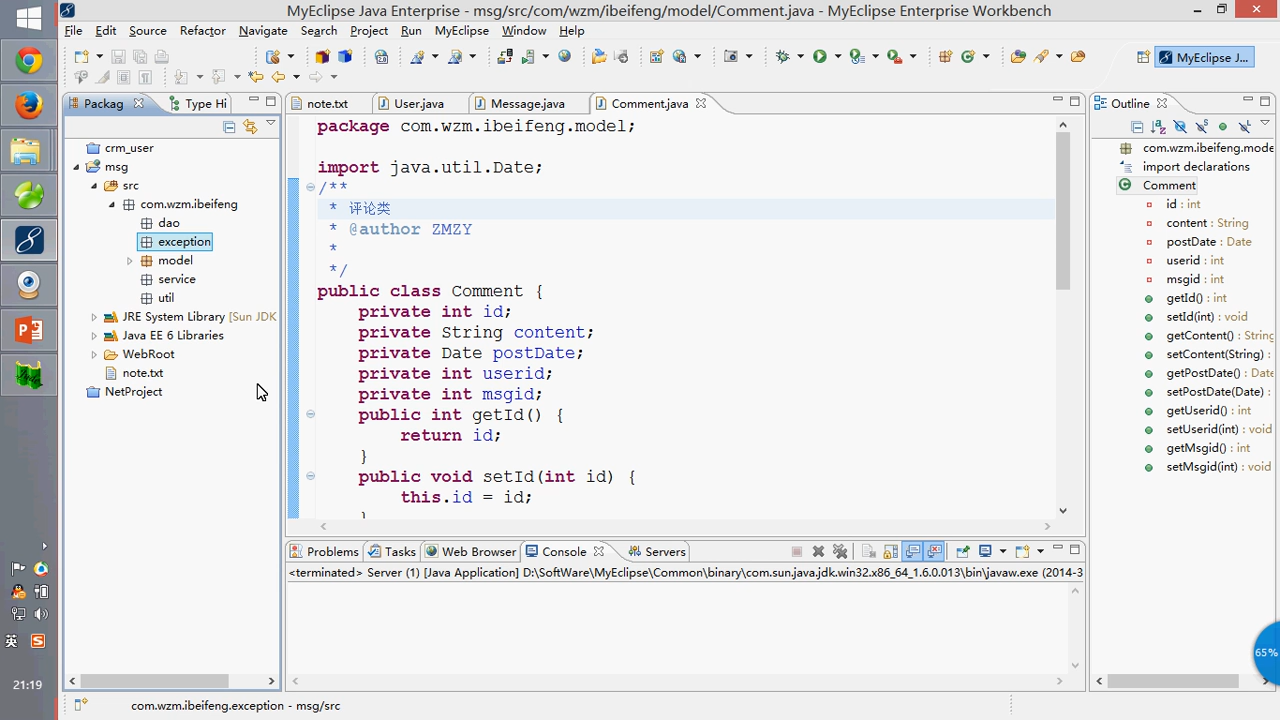 MyEclipse Java Enterprise - msg/src/com/wzm/ibeifeng/model/Comment.java - MyEclipse Enterprise Workbench
File Edit Source Refactor Navigate Search Project Run MyEclipse Window Help
MyEclipse J...
Packag
Type Hi
crm_user
msg
src
com.wzm.ibeifeng
dao
exception
model
service
util
JRE System Library [Sun JDK
Java EE 6 Libraries
WebRoot
note.txt
NetProject
note.txt
User.java
Message.java
Comment.java
package com.wzm.ibeifeng.model;
import java.util.Date;
/**
* 评论类
* @author ZMZY
*
*/
public class Comment {
private int id;
private String content;
private Date postDate;
private int userid;
private int msgid;
public int getId() {
return id;
}
public void setId(int id) {
this.id = id;
}
Outline
com.wzm.ibeifeng.mode
import declarations
Comment
id : int
content : String
postDate : Date
userid : int
msgid : int
getId() : int
setId(int) : void
getContent() : String
setContent(String) :
getPostDate() : Date
setPostDate(Date) :
getUserid() : int
setUserid(int) : void
getMsgid() : int
setMsgid(int) : void
Problems
Tasks
Web Browser
Console
Servers
<terminated> Server (1) [Java Application] D:\SoftWare\MyEclipse\Common\binary\com.sun.java.jdk.win32.x86_64_1.6.0.013\bin\javaw.exe (2014-3
英
21:19
65%
com.wzm.ibeifeng.exception - msg/src